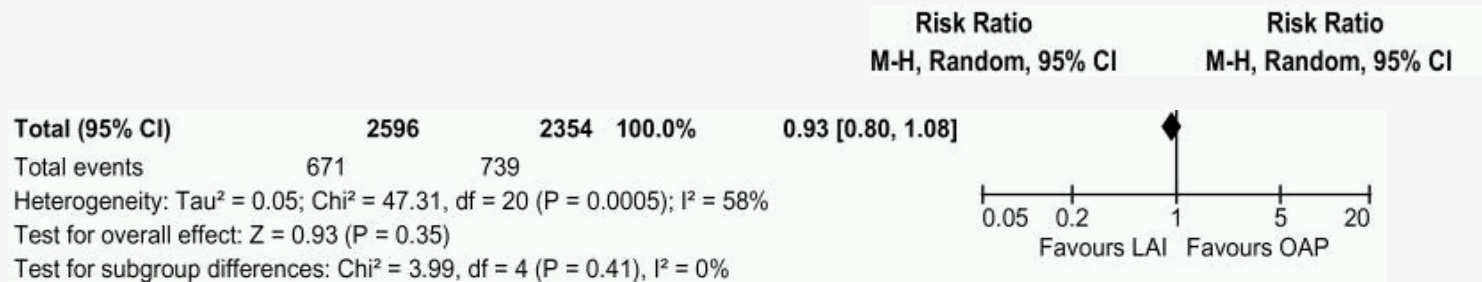 Risk Ratio Risk Ratio
M-H, Random, 95% CI M-H, Random, 95% CI
Total (95% CI) 2596 2354 100.0% 0.93 [0.80, 1.08]
Total events 671 739
Heterogeneity: Tau² = 0.05; Chi² = 47.31, df = 20 (P = 0.0005); I² = 58%
0.05 0.2 1 5 20
Test for overall effect: Z = 0.93 (P = 0.35)
Favours LAI Favours OAP
Test for subgroup differences: Chi² = 3.99, df = 4 (P = 0.41), I² = 0%